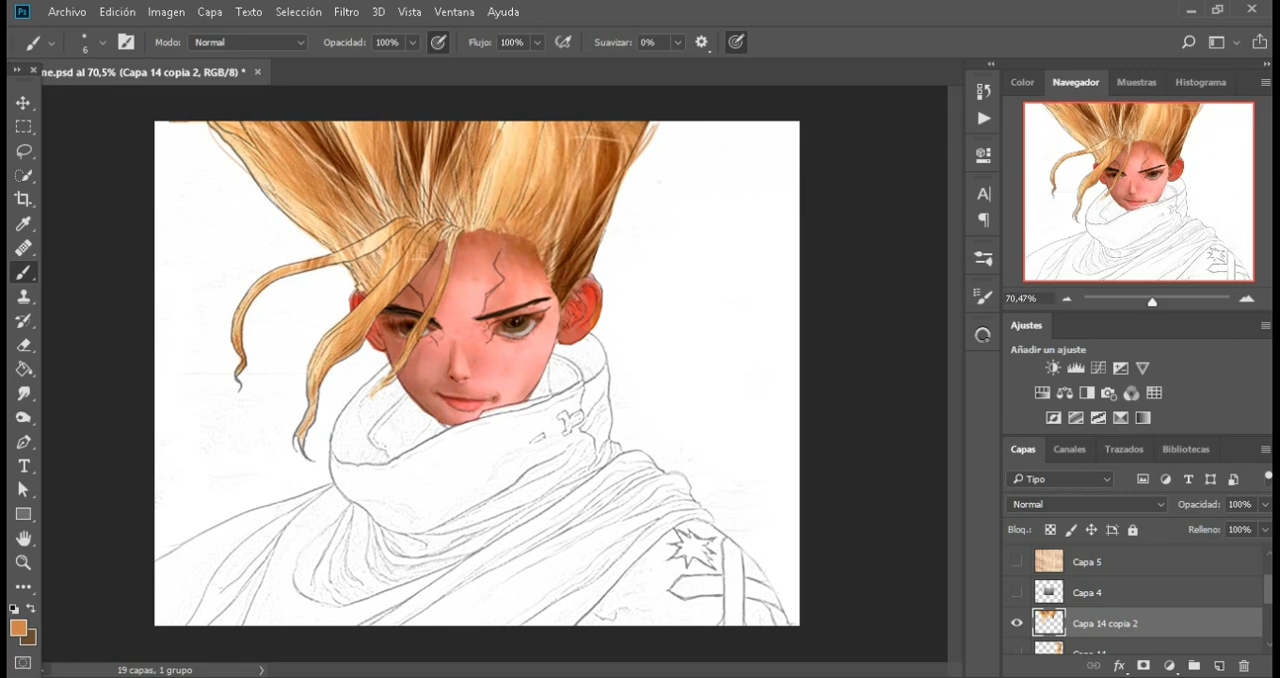 Ps Archivo Edición Imagen Capa Texto Selección Filtro 3D Vista Ventana Ayuda
6 Modo: Normal Opacidad: 100% Flujo: 100% Suavizar: 0%
ne.psd al 70,5% (Capa 14 copia 2, RGB/8) *
Color Navegador Muestras Histograma
70,47%
Ajustes
Añadir un ajuste
Capas Canales Trazados Bibliotecas
Tipo
Normal Opacidad: 100%
Bloq.: Relleno: 100%
Capa 5
Capa 4
Capa 14 copia 2
19 capas, 1 grupo